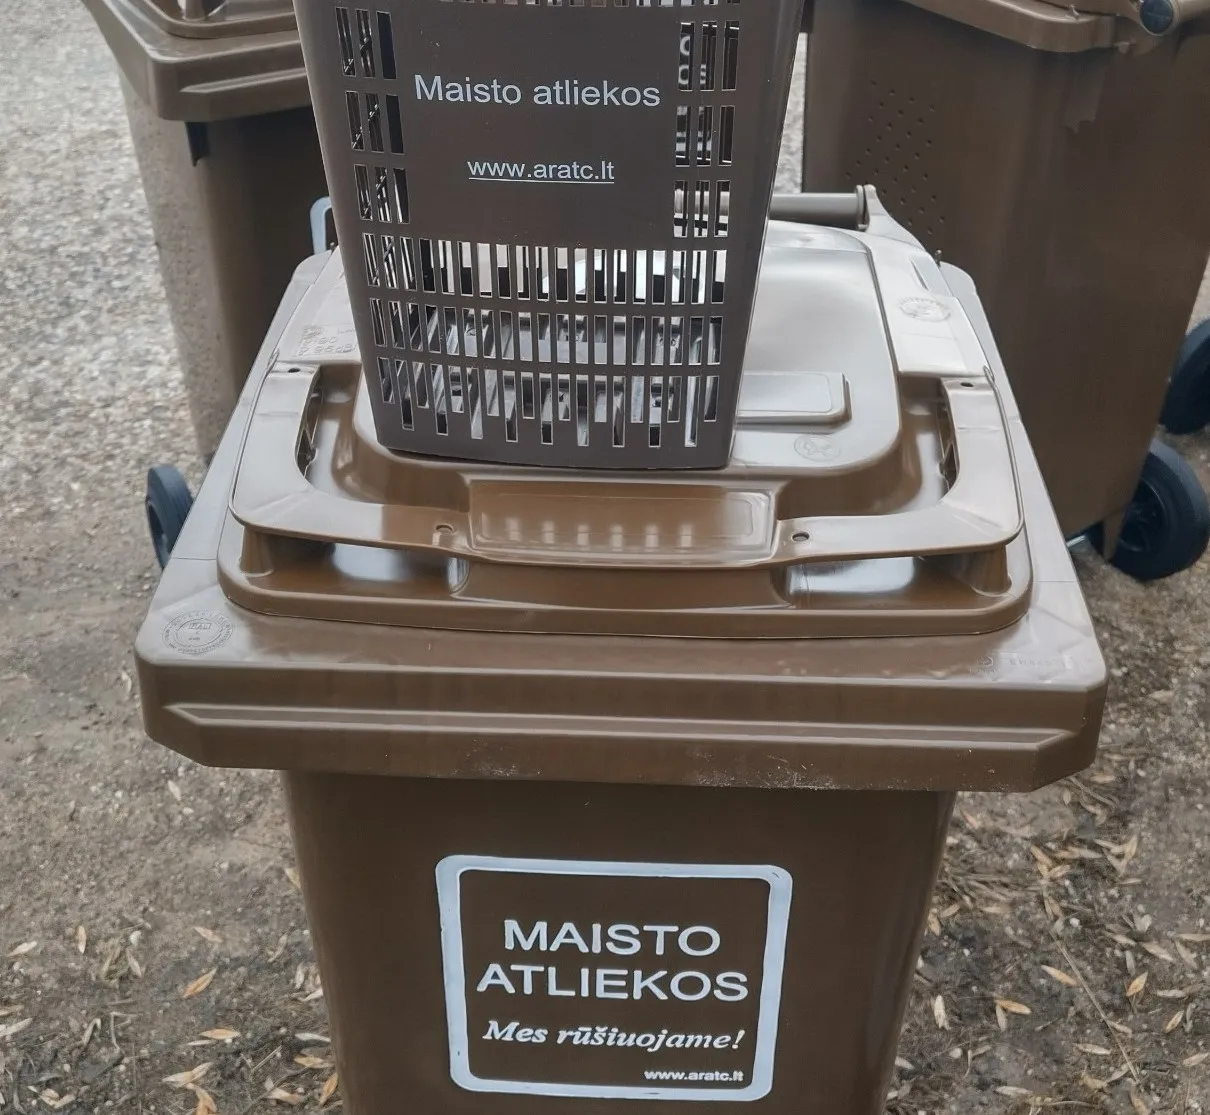 Maisto atliekos
www.aratc.lt
MAISTO
ATLIEKOS
Mes rūšiuojame!
www.aratc.lt